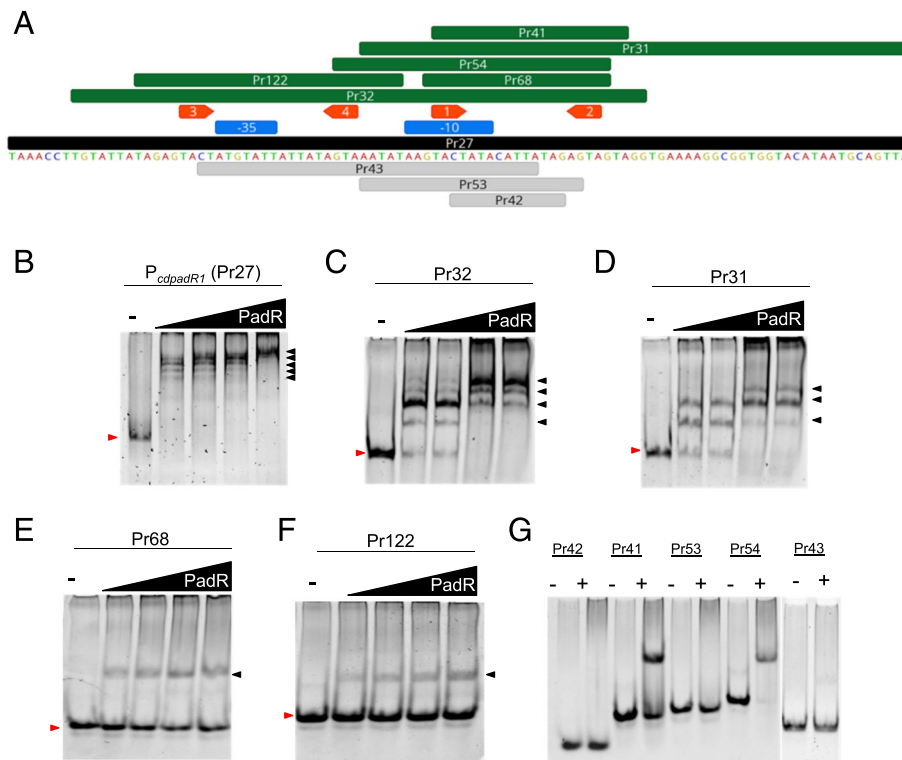 A
Pr41
Pr31
Pr54
Pr122
Pr68
Pr32
3
4
1
2
-35
-10
Pr27
TAAACCTTGTATTATAGAGTACTATGTATTATTATAGTAAATATAAGTACTATACATTATAGAGTAGTAGGTGAAAAGGCGGTGGTACATAATGCAGTTA
Pr43
Pr53
Pr42
B
PcdpadR1 (Pr27)
- PadR
C
Pr32
- PadR
D
Pr31
- PadR
E
Pr68
- PadR
F
Pr122
- PadR
G
Pr42 Pr41 Pr53 Pr54 Pr43
- + - + - + - + - +